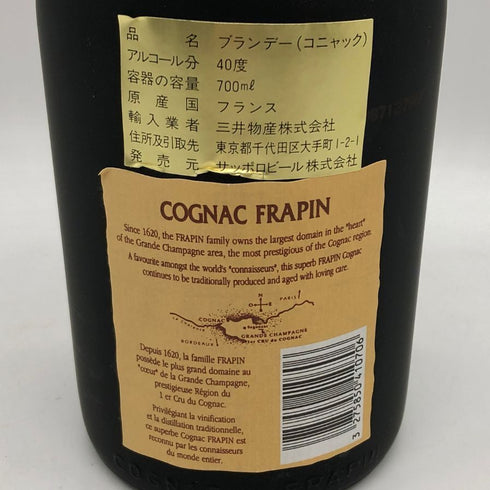 品 名 ブランデー(コニャック)
アルコール分 40度
容器の容量 700ml
原産国 フランス
輸入業者 三井物産株式会社
住所及引取先 東京都千代田区大手町1-2-1
発売元 サッポロビール株式会社
COGNAC FRAPIN
Since 1620, the FRAPIN family owns the largest domain in the "heart"
of the Grande Champagne area, the most prestigious of the Cognac region.
A favourite amongst the world's "connaisseurs", this superb FRAPIN Cognac
continues to be traditionally produced and aged with loving care.
N
PARIS
COGNAC
Segonzac
LA ROCHELLE
GRANDE CHAMPAGNE
1er CRU du COGNAC
BORDEAUX
S
Depuis 1620, la famille FRAPIN
possède le plus grand domaine au
"cœur" de la Grande Champagne,
prestigieuse Région du
1 er Cru du Cognac.
Privilégiant la vinification
et la distillation traditionnelle,
ce superbe Cognac FRAPIN est
reconnu par les connaisseurs
du monde entier.
3 275850 410706
COGNAC FRAPIN